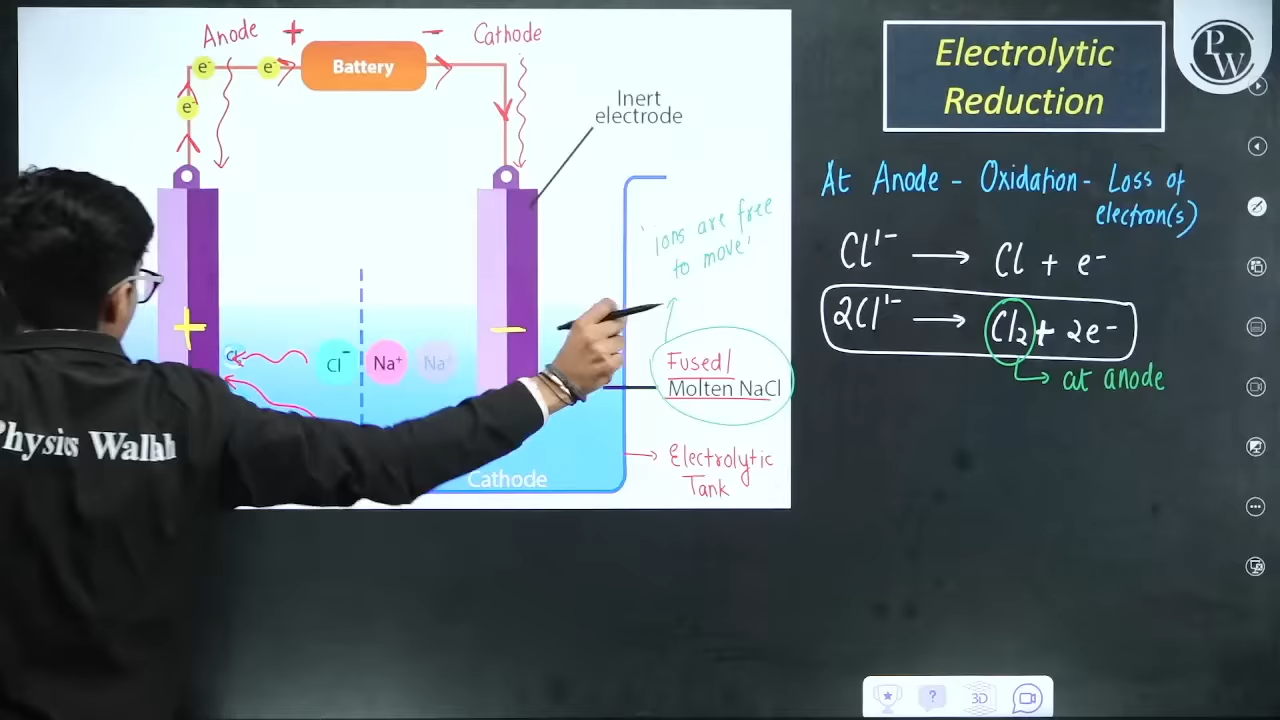 Anode + - Cathode
e⁻ e⁻ Battery
e⁻
Inert
electrode
'Ions are free
to move'
+ −
Cl⁻ Na⁺ Na⁺
Fused/
Molten NaCl
Electrolytic
Tank
Cathode
Physics Wallah
PW
Electrolytic
Reduction
At Anode - Oxidation - Loss of
electron(s)
Cl¹⁻ → Cl + e⁻
2Cl¹⁻ → Cl₂ + 2e⁻
→ at anode
3D